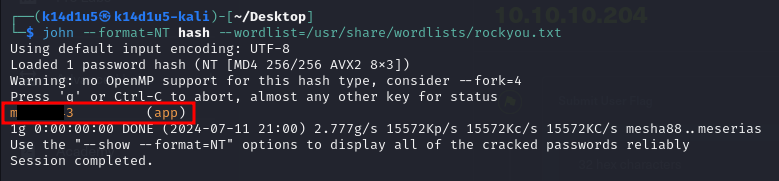 10.10.10.204
┌──(k14d1u5㉿k14d1u5-kali)-[~/Desktop]
└─$ john --format=NT hash --wordlist=/usr/share/wordlists/rockyou.txt
Using default input encoding: UTF-8
Loaded 1 password hash (NT [MD4 256/256 AVX2 8×3])
Warning: no OpenMP support for this hash type, consider --fork=4
Press 'q' or Ctrl-C to abort, almost any other key for status
m 3 (app)
1g 0:00:00:00 DONE (2024-07-11 21:00) 2.777g/s 15572Kp/s 15572Kc/s 15572KC/s mesha88..meserias
Use the "--show --format=NT" options to display all of the cracked passwords reliably
Session completed.